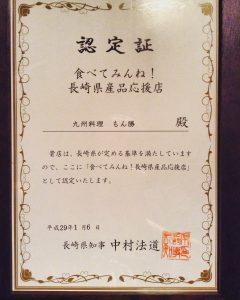 認定証
食べてみんね!
長崎県産品応援店
九州料理 もん勝 殿
貴店は、長崎県が定める基準を満たしています
ので、ここに「食べてみんね!長崎県産品応援店」
として認定いたします。
平成29年1月6日
長崎県知事 中村法道